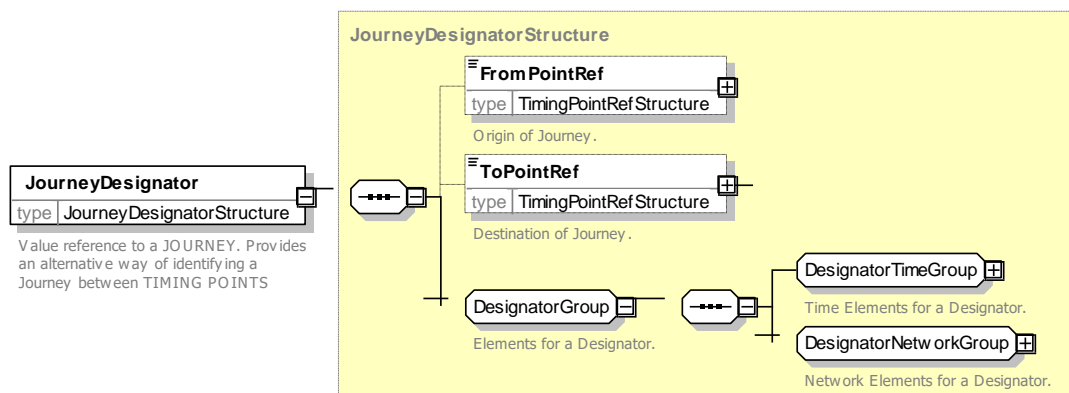 JourneyDesignatorStructure
FromPointRef
type TimingPointRefStructure
Origin of Journey.
ToPointRef
type TimingPointRefStructure
Destination of Journey.
JourneyDesignator
type JourneyDesignatorStructure
Value reference to a JOURNEY. Provides
an alternative way of identifying a
Journey between TIMING POINTS
DesignatorGroup
Elements for a Designator.
DesignatorTimeGroup
Time Elements for a Designator.
DesignatorNetworkGroup
Network Elements for a Designator.